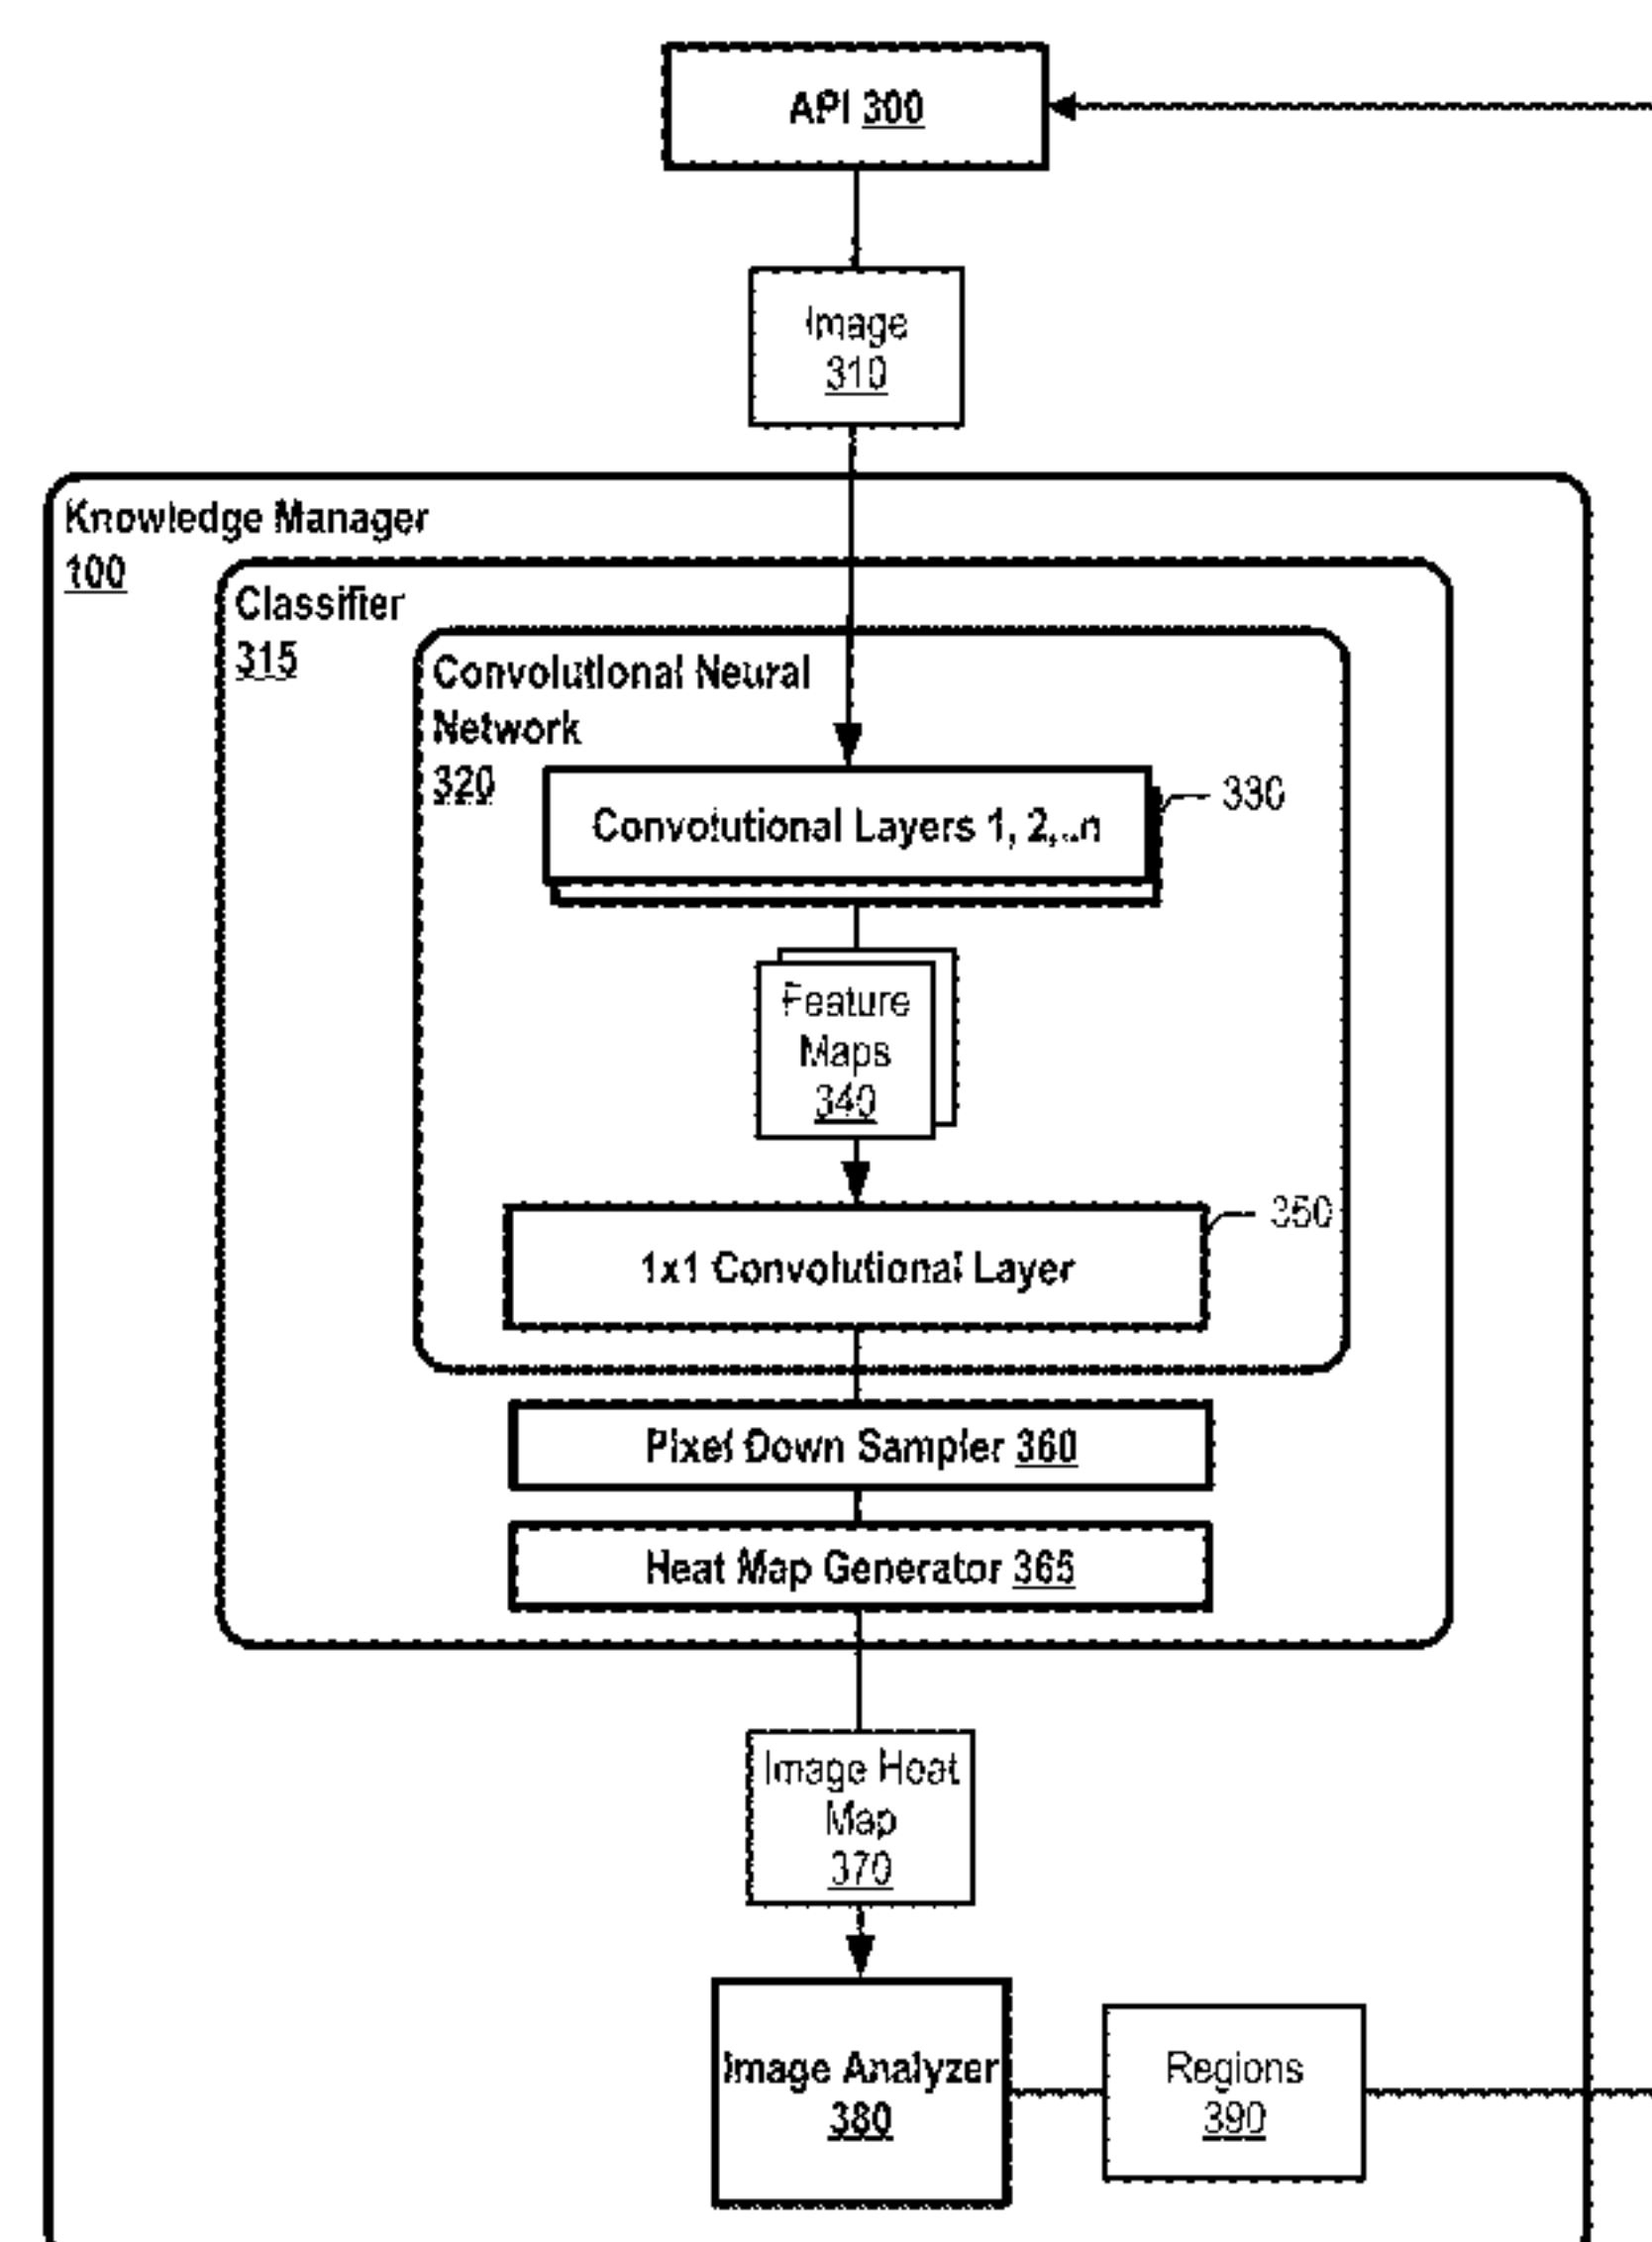 API 300
Image
310
Knowledge Manager
100
Classifier
315
Convolutional Neural
Network
320
Convolutional Layers 1, 2,..n
330
Feature
Maps
340
1x1 Convolutional Layer
350
Pixel Down Sampler 360
Heat Map Generator 365
Image Heat
Map
370
Image Analyzer
380
Regions
390